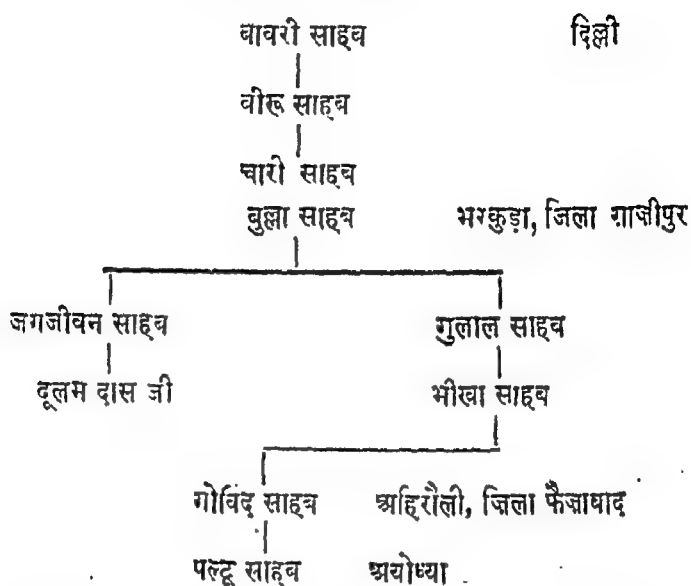 बावरी साहब दिल्ली
बीरू साहब
यारी साहब
बुल्ला साहब भरकुड़ा, जिला ग़ाज़ीपुर
जगजीवन साहब गुलाल साहब
दूलम दास जी भीखा साहब
गोविंद साहब अहिरौली, जिला फैजाबाद
पल्टू साहब अयोध्या